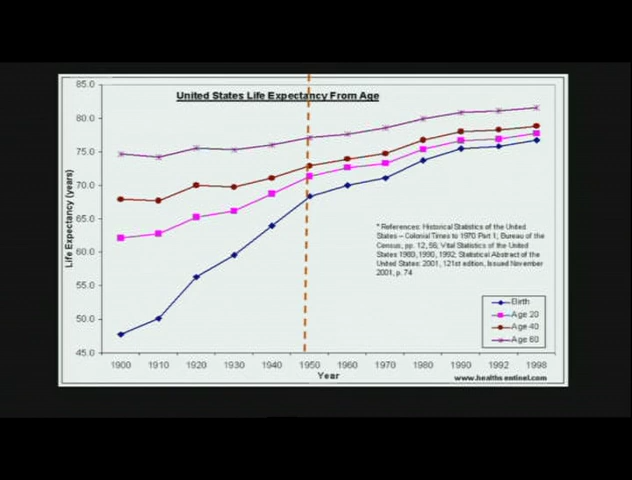 United States Life Expectancy From Age
85.0
80.0
75.0
70.0
65.0
60.0
55.0
50.0
45.0
Life Expectancy (years)
* References: Historical Statistics of the United
States – Colonial Times to 1970 Part 1; Bureau of the
Census, pp. 12, 56; Vital Statistics of the United
States 1980, 1990, 1992; Statistical Abstract of the
United States: 2001, 121st edition, Issued November
2001, p. 74
Birth
Age 20
Age 40
Age 60
1900 1910 1920 1930 1940 1950 1960 1970 1980 1990 1992 1998
Year
www.healthsentinel.com